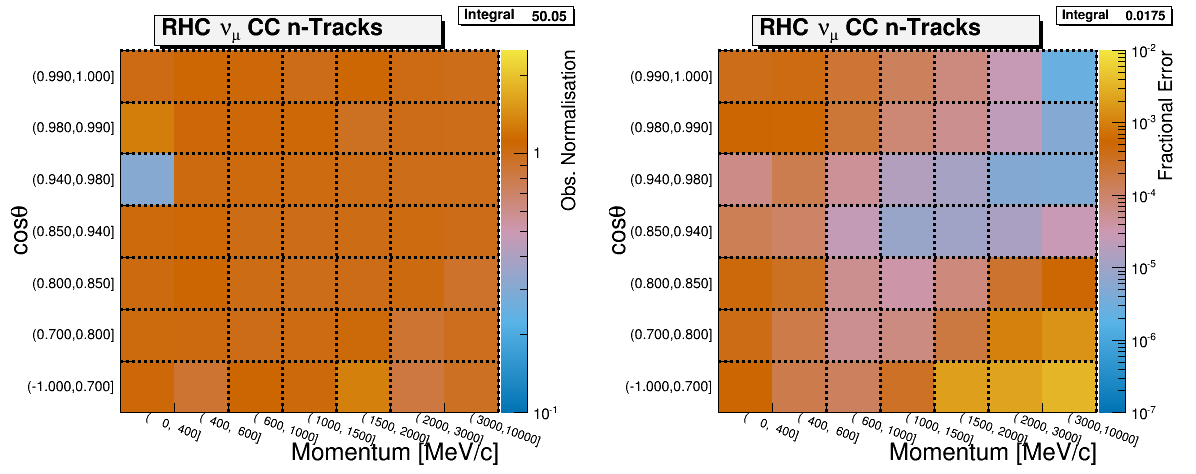 RHC νμ CC n-Tracks
Integral 50.05
(0.990,1.000]
(0.980,0.990]
(0.940,0.980]
(0.850,0.940]
(0.800,0.850]
(0.700,0.800]
(-1.000,0.700]
cosθ
( 0, 400]
( 400, 600]
( 600, 1000]
( 1000, 1500]
( 1500, 2000]
( 2000, 3000]
( 3000,10000]
Momentum [MeV/c]
1
10-1
Obs. Normalisation
RHC νμ CC n-Tracks
Integral 0.0175
(0.990,1.000]
(0.980,0.990]
(0.940,0.980]
(0.850,0.940]
(0.800,0.850]
(0.700,0.800]
(-1.000,0.700]
cosθ
( 0, 400]
( 400, 600]
( 600, 1000]
( 1000, 1500]
( 1500, 2000]
( 2000, 3000]
( 3000,10000]
Momentum [MeV/c]
10-2
10-3
10-4
10-5
10-6
10-7
Fractional Error